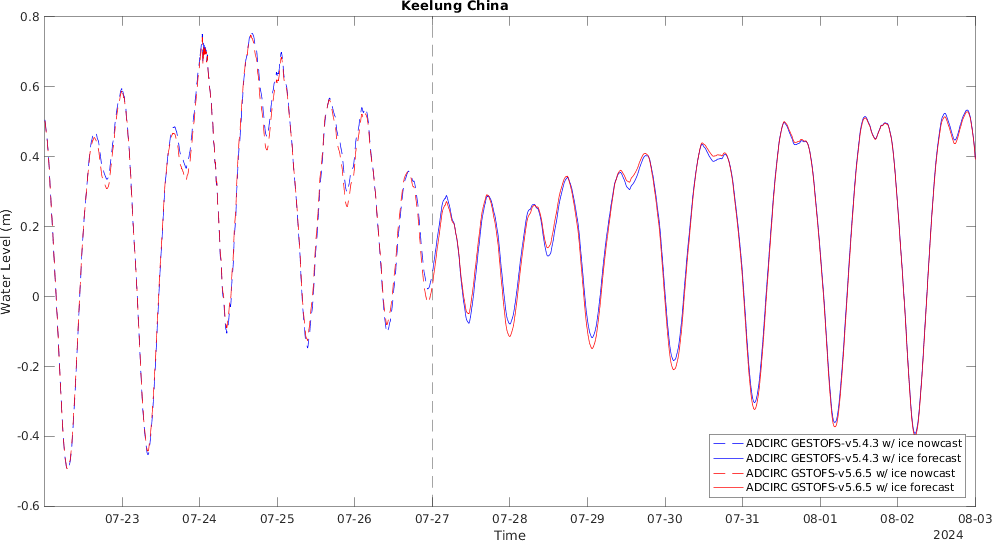 Keelung China
0.8
0.6
0.4
0.2
0
-0.2
-0.4
-0.6
Water Level (m)
ADCIRC GESTOFS-v5.4.3 w/ ice nowcast
ADCIRC GESTOFS-v5.4.3 w/ ice forecast
ADCIRC GSTOFS-v5.6.5 w/ ice nowcast
ADCIRC GSTOFS-v5.6.5 w/ ice forecast
07-23 07-24 07-25 07-26 07-27 07-28 07-29 07-30 07-31 08-01 08-02 08-03
Time
2024